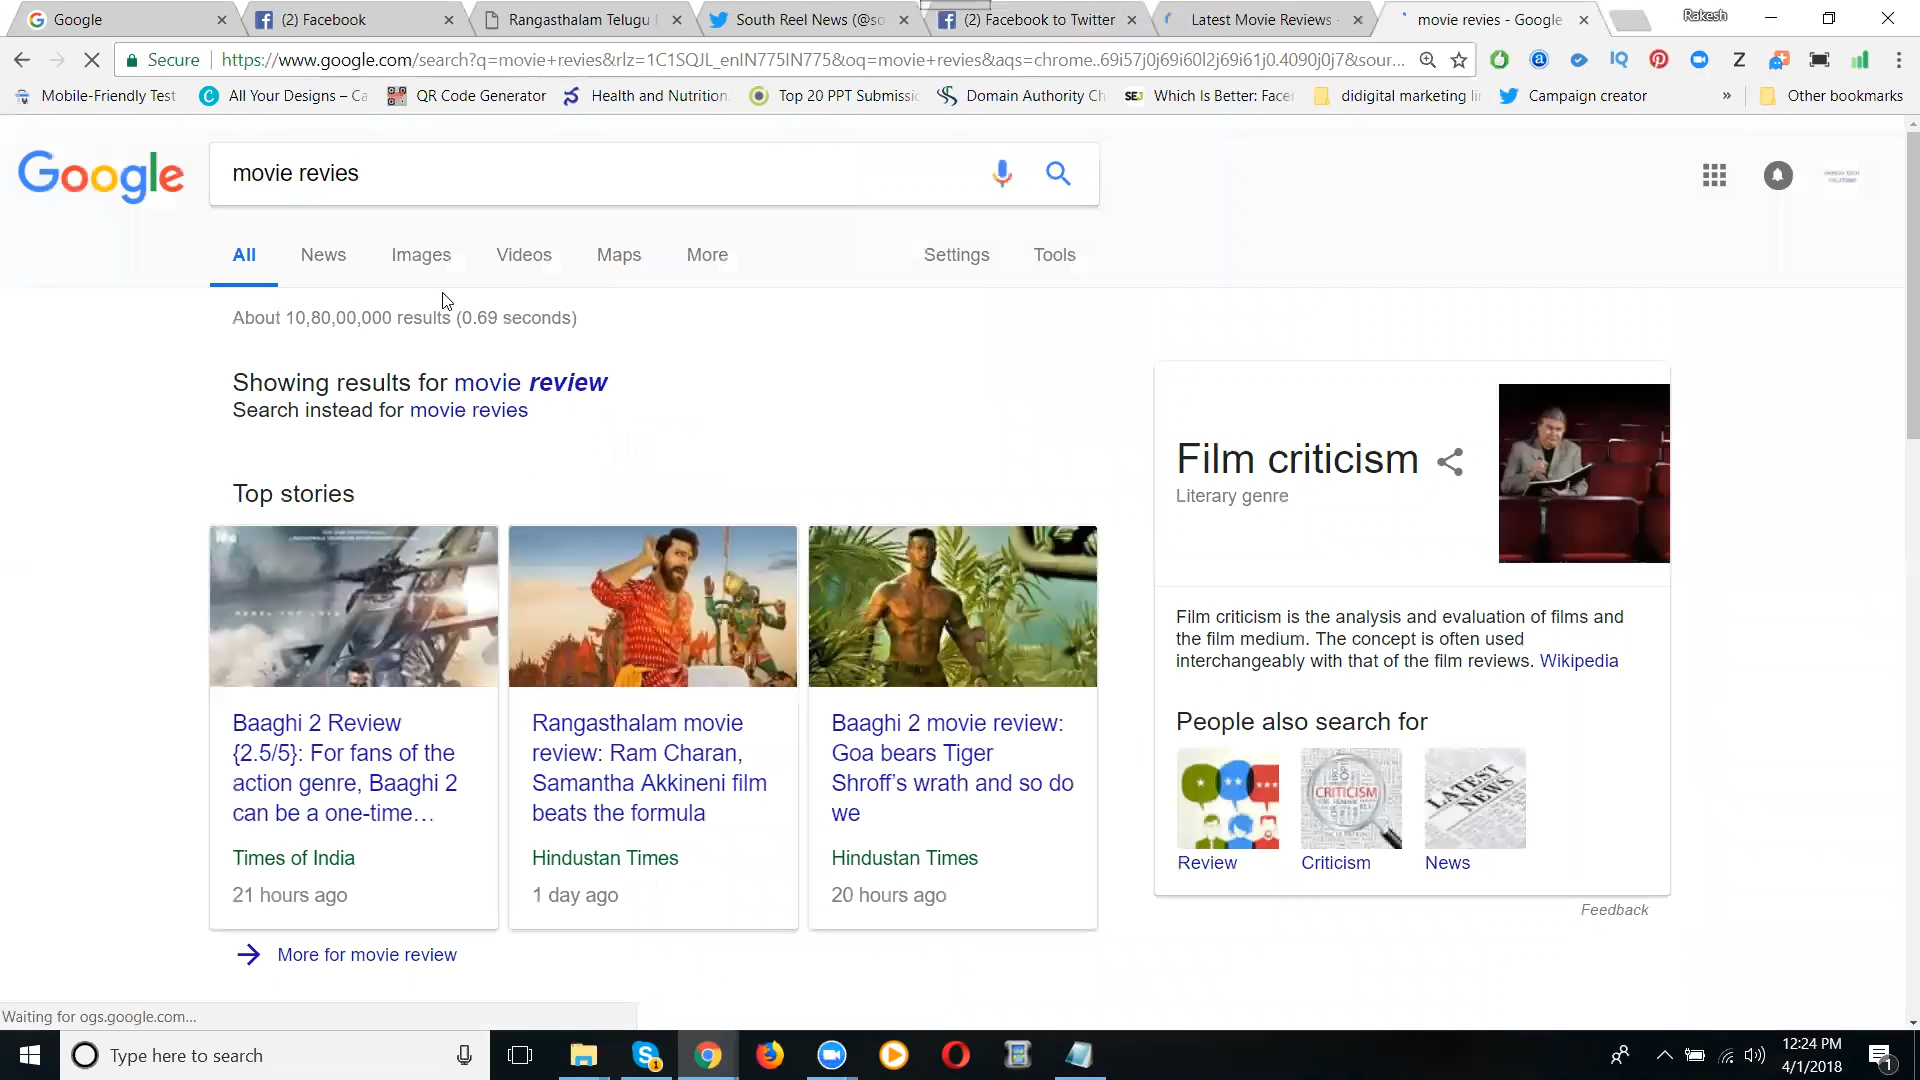 Google
(2) Facebook
Rangasthalam Telugu
South Reel News (@so
(2) Facebook to Twitter
Latest Movie Reviews -
movie revies - Google
Rakesh
Secure
https://www.google.com/search?q=movie+revies&rlz=1C1SQJL_enIN775IN775&oq=movie+revies&aqs=chrome..69i57j0j69i60l2j69i61j0.4090j0j7&sour...
Mobile-Friendly Test
All Your Designs – Ca
QR Code Generator
Health and Nutrition
Top 20 PPT Submissic
Domain Authority Ch
SEJ
Which Is Better: Face
didigital marketing lin
Campaign creator
»
Other bookmarks
Google
movie revies
All
News
Images
Videos
Maps
More
Settings
Tools
About 10,80,00,000 results (0.69 seconds)
Showing results for movie review
Search instead for movie revies
Top stories
Baaghi 2 Review
{2.5/5}: For fans of the
action genre, Baaghi 2
can be a one-time…
Times of India
21 hours ago
Rangasthalam movie
review: Ram Charan,
Samantha Akkineni film
beats the formula
Hindustan Times
1 day ago
Baaghi 2 movie review:
Goa bears Tiger
Shroff's wrath and so do
we
Hindustan Times
20 hours ago
More for movie review
Film criticism
Literary genre
Film criticism is the analysis and evaluation of films and
the film medium. The concept is often used
interchangeably with that of the film reviews. Wikipedia
People also search for
CRITICISM
LATEST
NEWS
Review
Criticism
News
Feedback
Waiting for ogs.google.com...
Type here to search
12:24 PM
4/1/2018